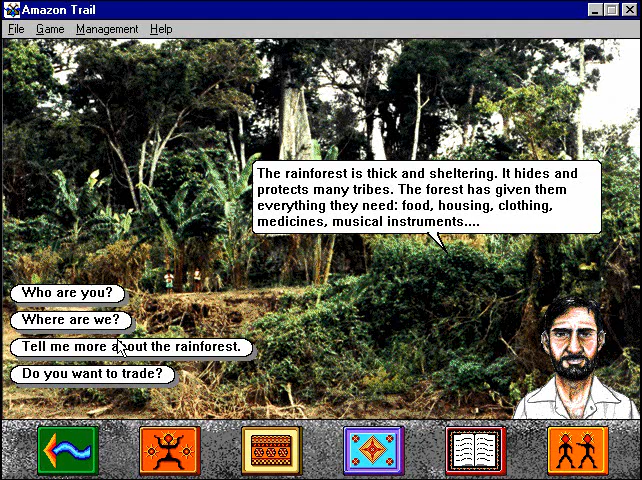 Amazon Trail
File Game Management Help
The rainforest is thick and sheltering. It hides and
protects many tribes. The forest has given them
everything they need: food, housing, clothing,
medicines, musical instruments....
Who are you?
Where are we?
Tell me more about the rainforest.
Do you want to trade?